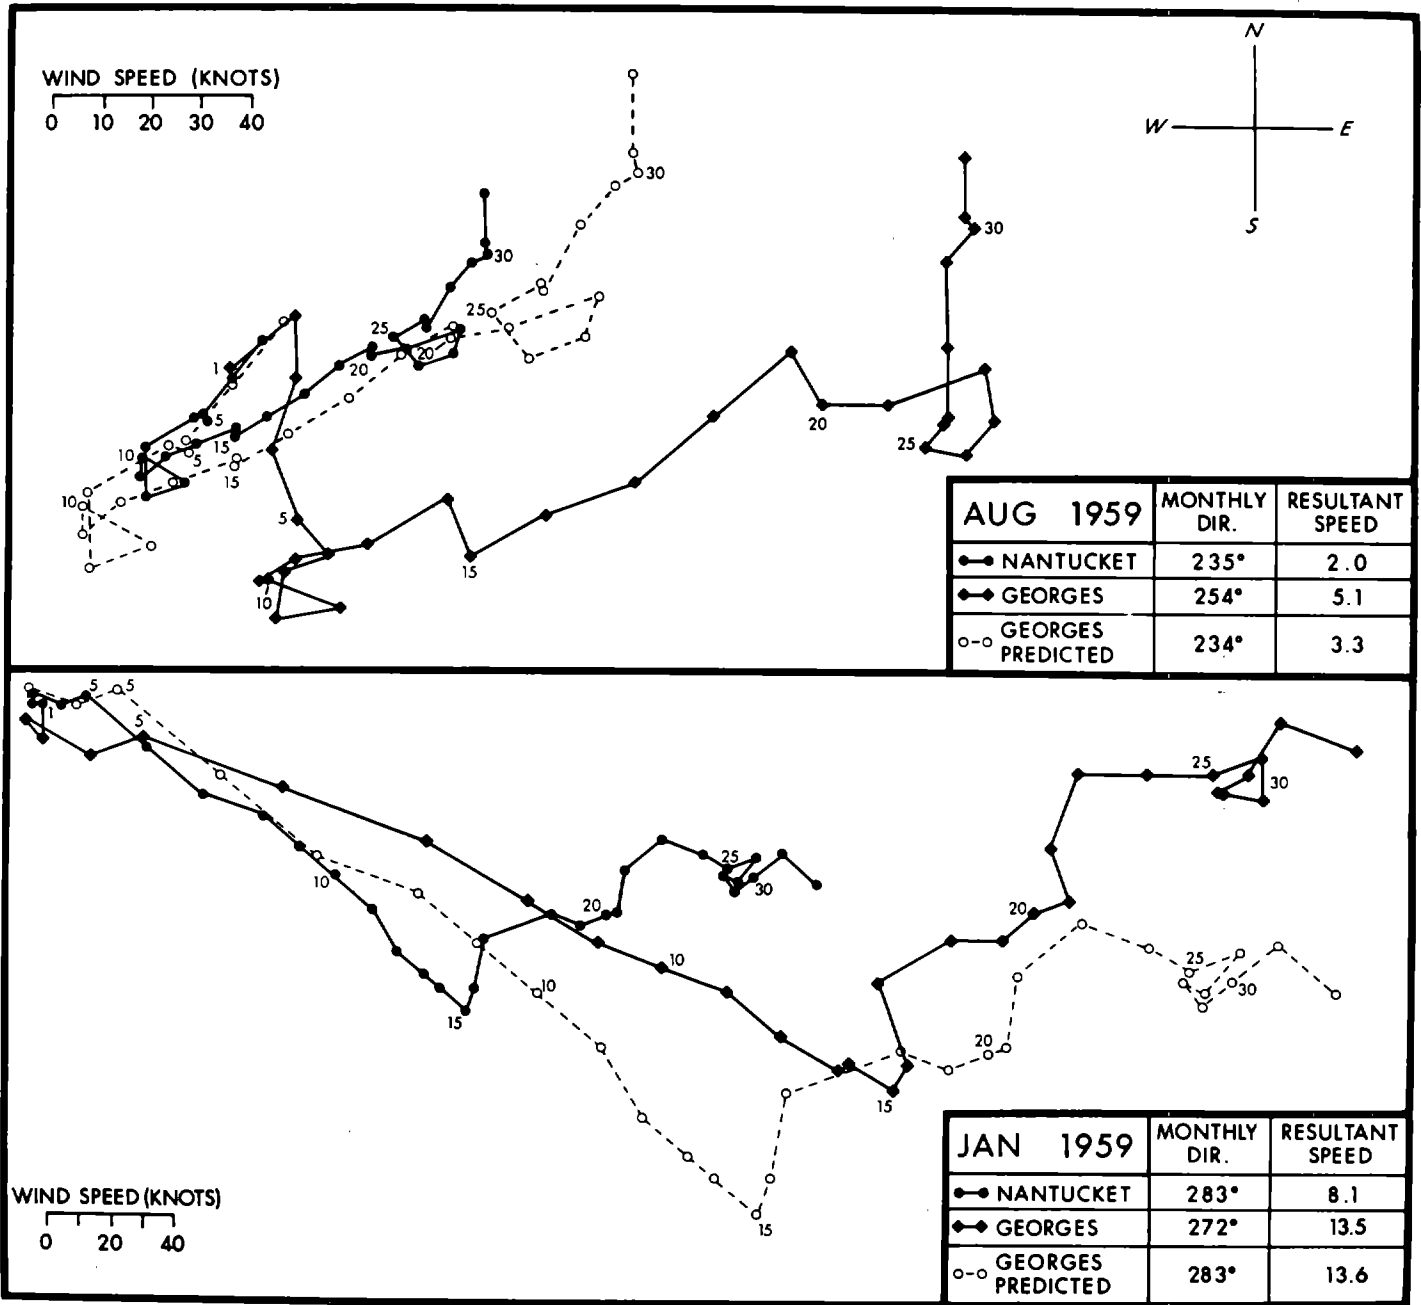 N
WIND SPEED (KNOTS)
0 10 20 30 40
W E
S
30
30
30
25
25
1
20
20
20
5
15
10
5
25
15
10
5
15
10
AUG 1959 MONTHLY DIR. RESULTANT SPEED
NANTUCKET 235° 2.0
GEORGES 254° 5.1
GEORGES PREDICTED 234° 3.3
5
5
1
5
25
30
25
10
30
20
20
10
25
10
30
15
20
15
15
WIND SPEED (KNOTS)
0 20 40
JAN 1959 MONTHLY DIR. RESULTANT SPEED
NANTUCKET 283° 8.1
GEORGES 272° 13.5
GEORGES PREDICTED 283° 13.6